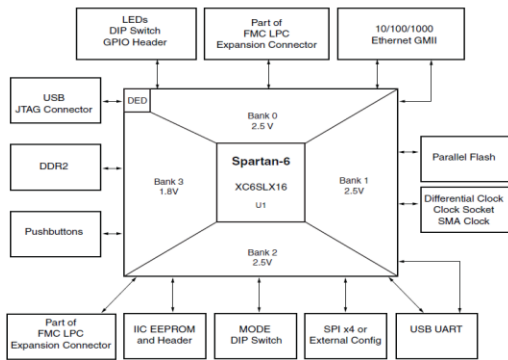 LEDs
DIP Switch
GPIO Header
Part of
FMC LPC
Expansion Connector
10/100/1000
Ethernet GMII
USB
JTAG Connector
DED
Bank 0
2.5 V
DDR2
Spartan-6
XC6SLX16
U1
Bank 3
1.8V
Bank 1
2.5V
Parallel Flash
Differential Clock
Clock Socket
SMA Clock
Pushbuttons
Bank 2
2.5V
Part of
FMC LPC
Expansion Connector
IIC EEPROM
and Header
MODE
DIP Switch
SPI x4 or
External Config
USB UART